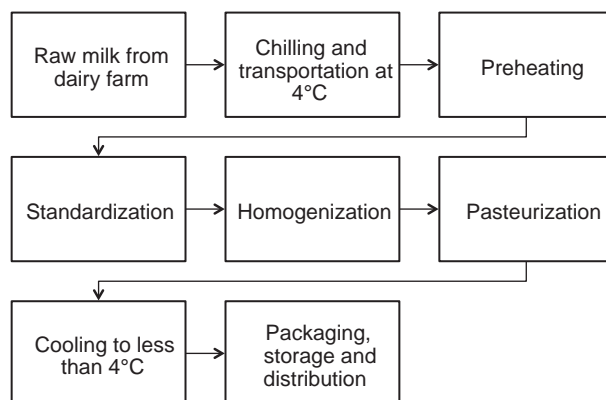 Raw milk from
dairy farm
Chilling and
transportation at
4°C
Preheating
Standardization
Homogenization
Pasteurization
Cooling to less
than 4°C
Packaging,
storage and
distribution